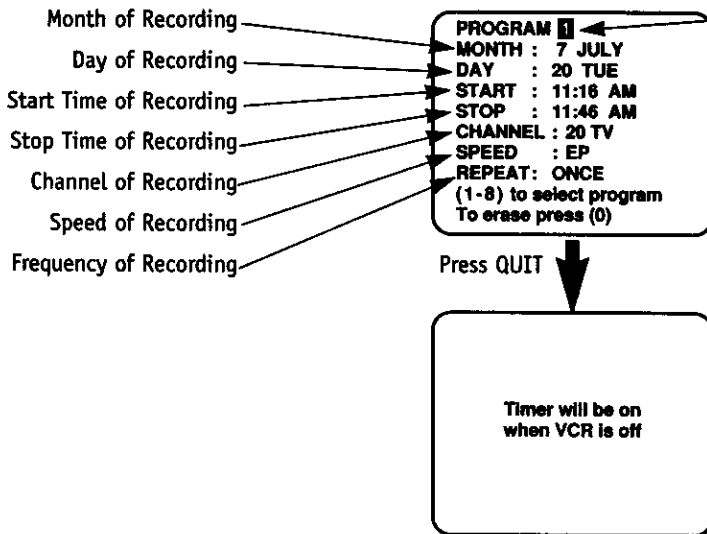 Month of Recording
Day of Recording
Start Time of Recording
Stop Time of Recording
Channel of Recording
Speed of Recording
Frequency of Recording
PROGRAM 1
MONTH : 7 JULY
DAY : 20 TUE
START : 11:16 AM
STOP : 11:46 AM
CHANNEL : 20 TV
SPEED : EP
REPEAT: ONCE
(1-8) to select program
To erase press (0)
Press QUIT
Timer will be on
when VCR is off